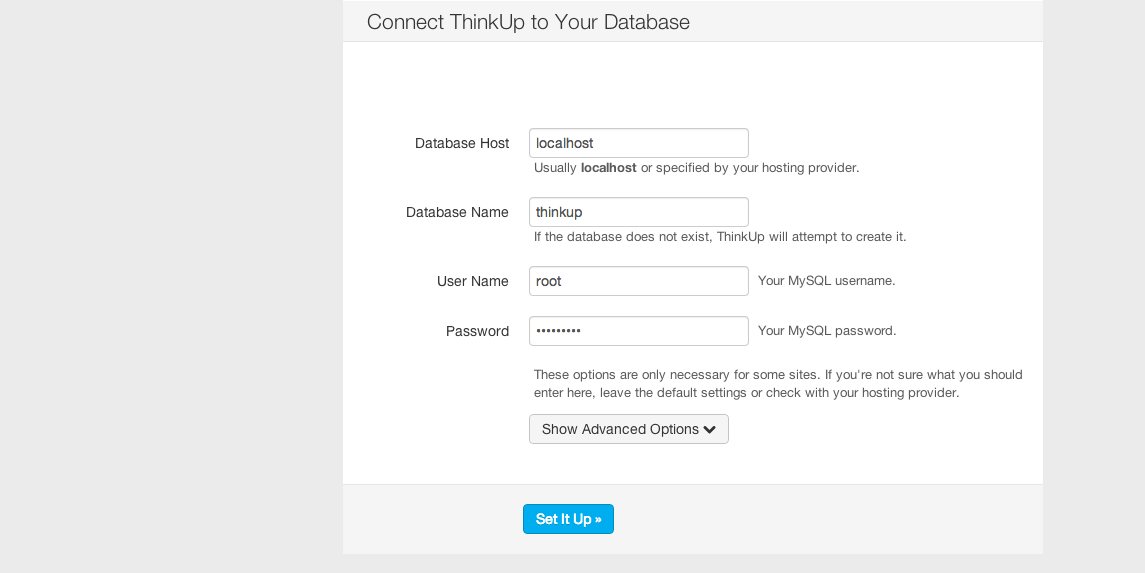 Connect ThinkUp to Your Database
Database Host localhost
Usually localhost or specified by your hosting provider.
Database Name thinkup
If the database does not exist, ThinkUp will attempt to create it.
User Name root Your MySQL username.
Password ••••••••• Your MySQL password.
These options are only necessary for some sites. If you're not sure what you should
enter here, leave the default settings or check with your hosting provider.
Show Advanced Options
Set It Up »